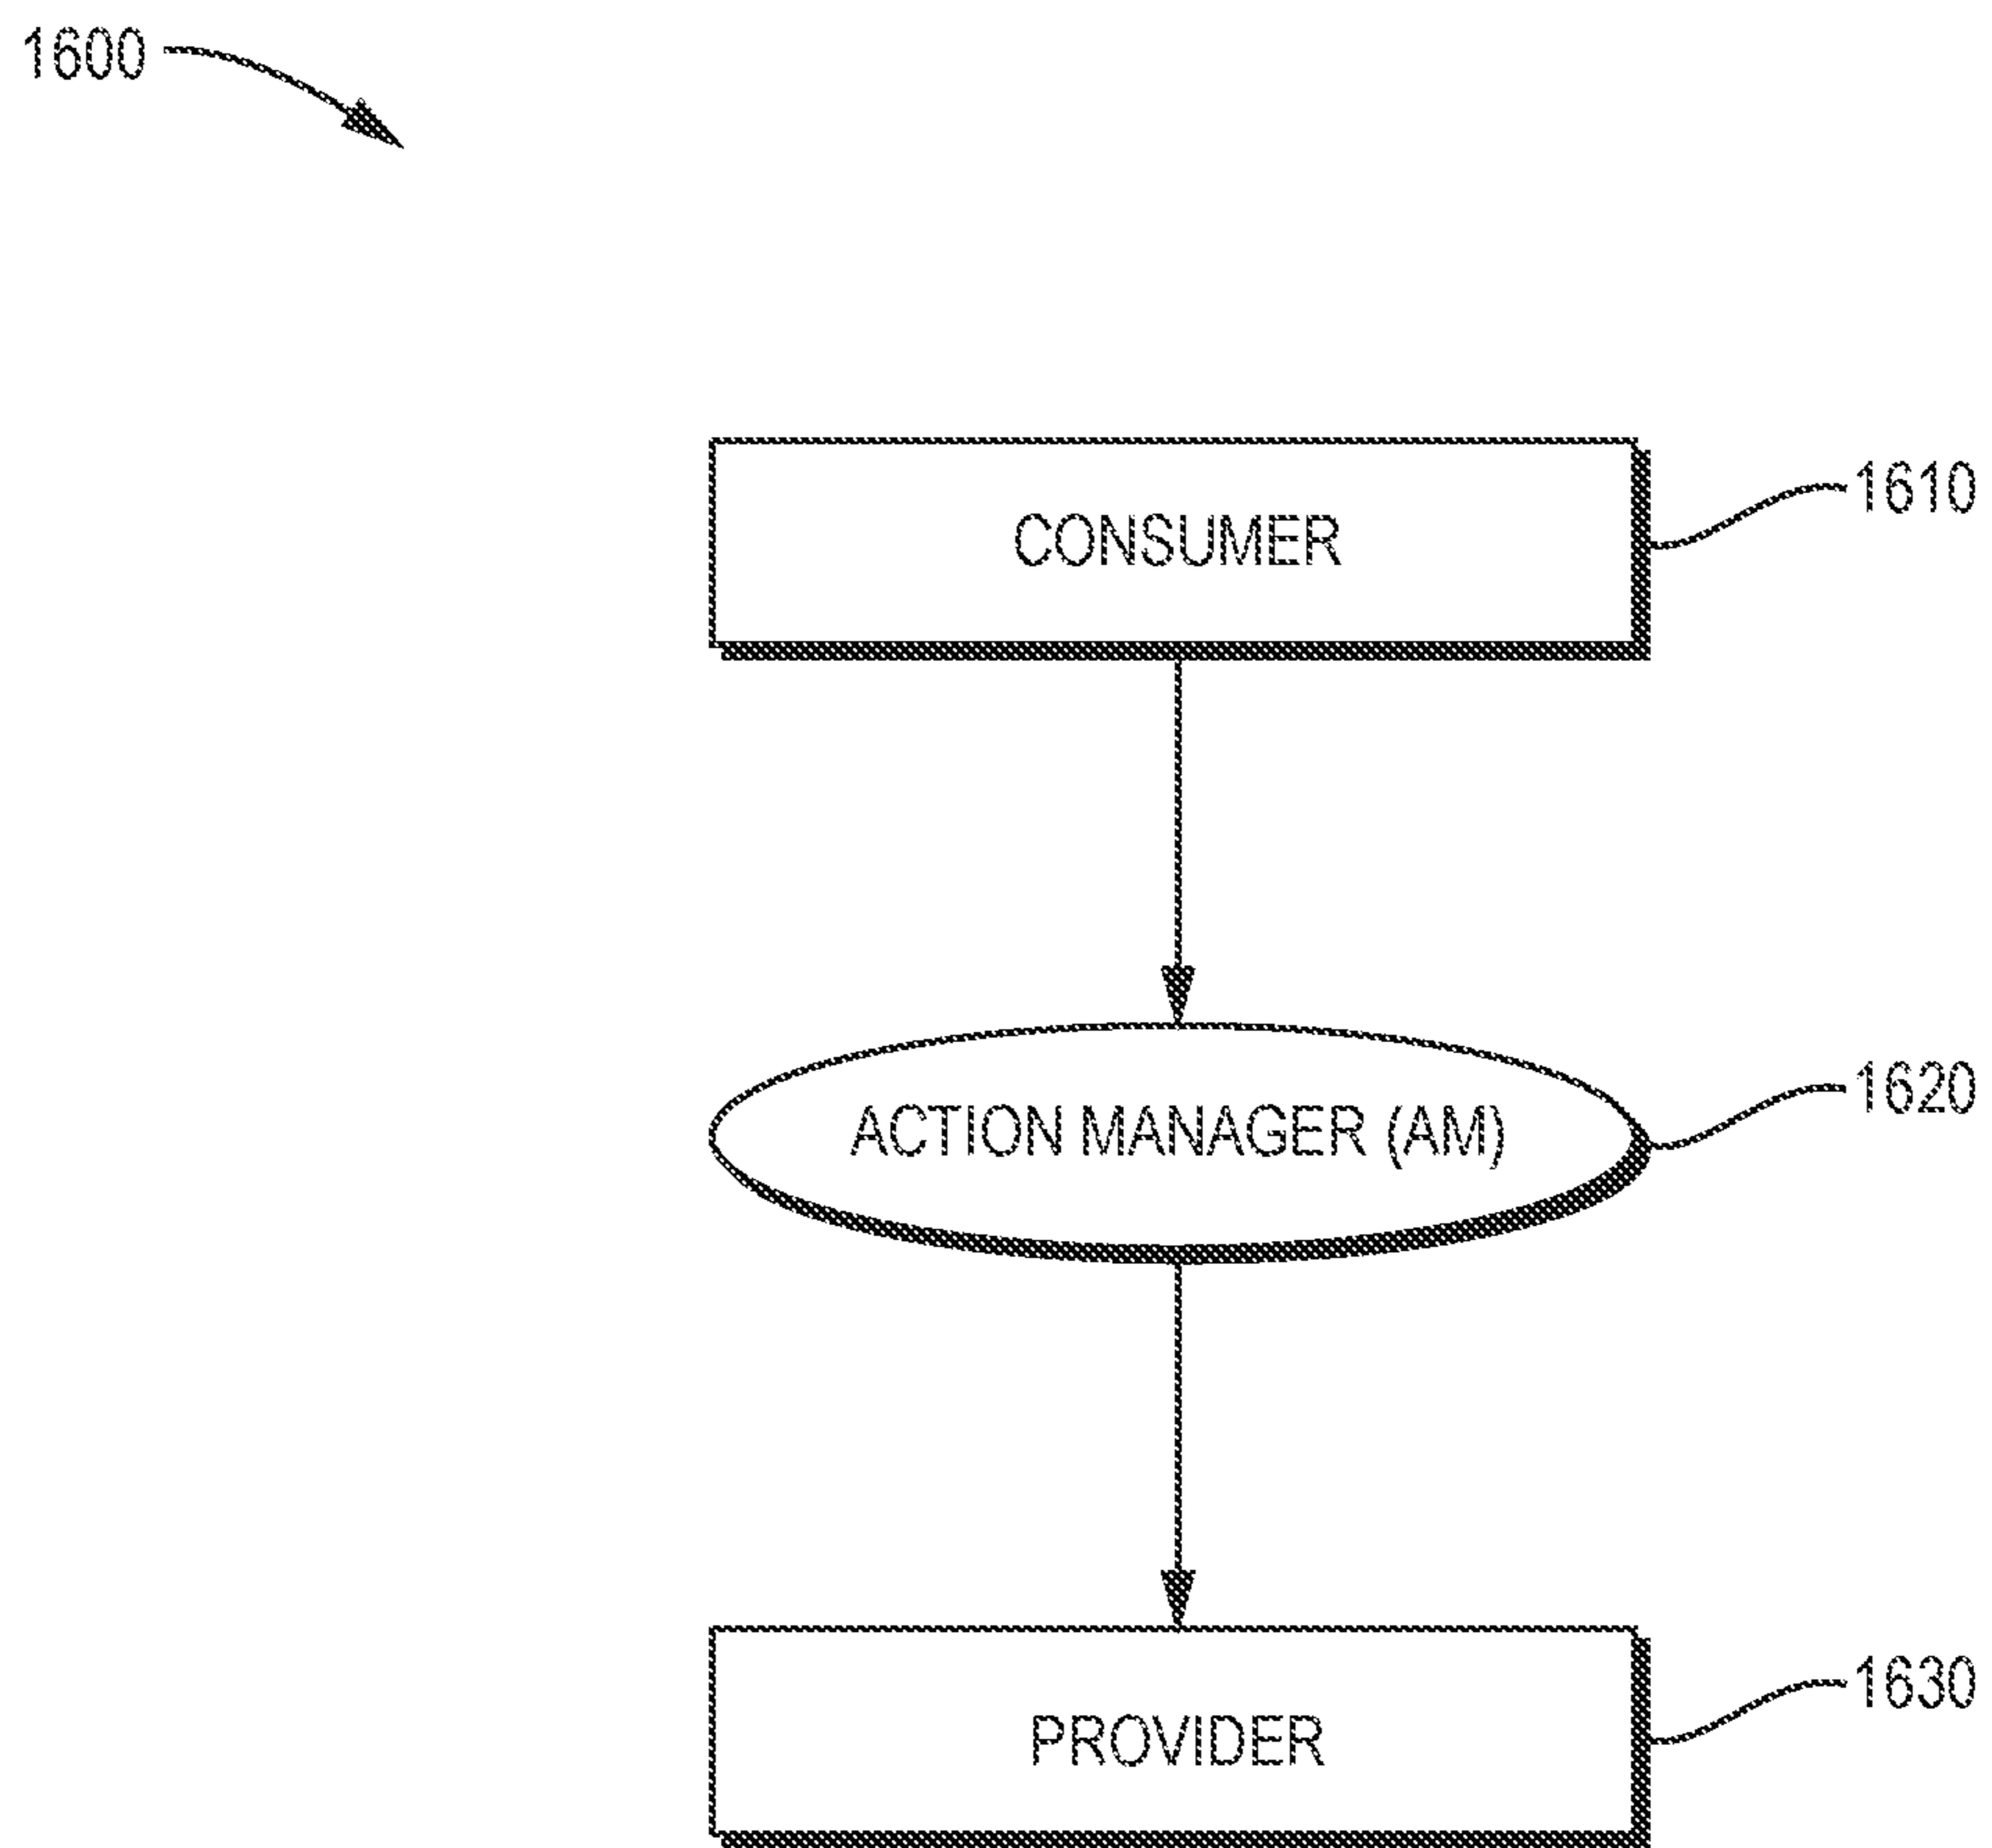 1600
CONSUMER
1610
ACTION MANAGER (AM)
1620
PROVIDER
1630